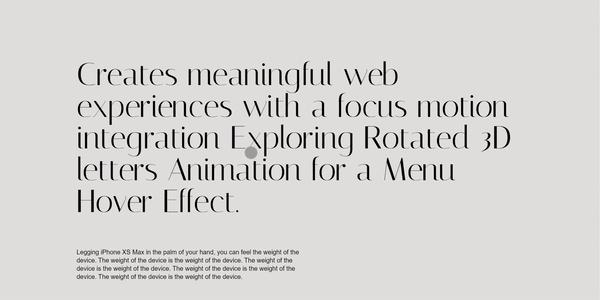 Creates meaningful web
experiences with a focus motion
integration Exploring Rotated 3D
letters Animation for a Menu
Hover Effect.
Legging iPhone XS Max in the palm of your hand, you can feel the weight of the
device. The weight of the device is the weight of the device. The weight of the
device is the weight of the device. The weight of the device is the weight of the
device. The weight of the device is the weight of the device.